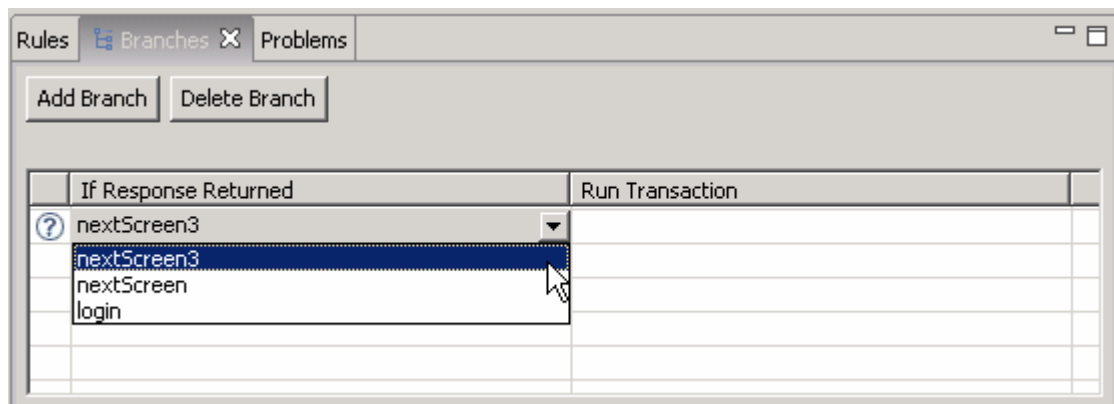 Rules Branches Problems
Add Branch Delete Branch
If Response Returned Run Transaction
nextScreen3
nextScreen3
nextScreen
login